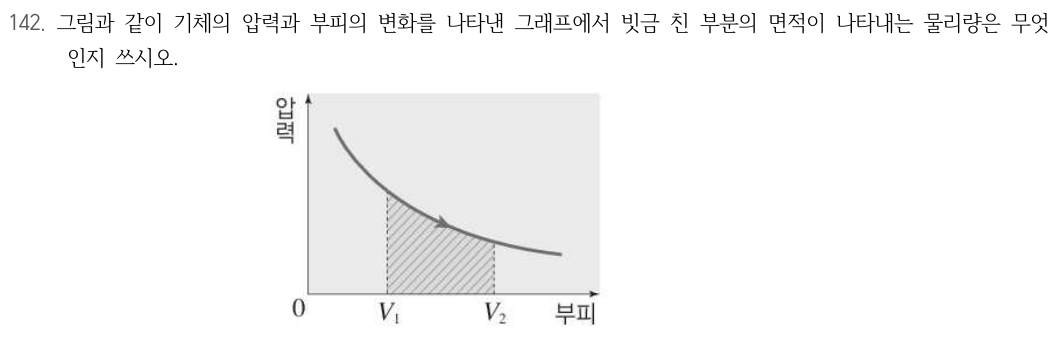 142. 그림과 같이 기체의 압력과 부피의 변화를 나타낸 그래프에서 빗금 친 부분의 면적이 나타내는 물리량은 무엇
인지 쓰시오.
압력
0
V₁
V₂
부피